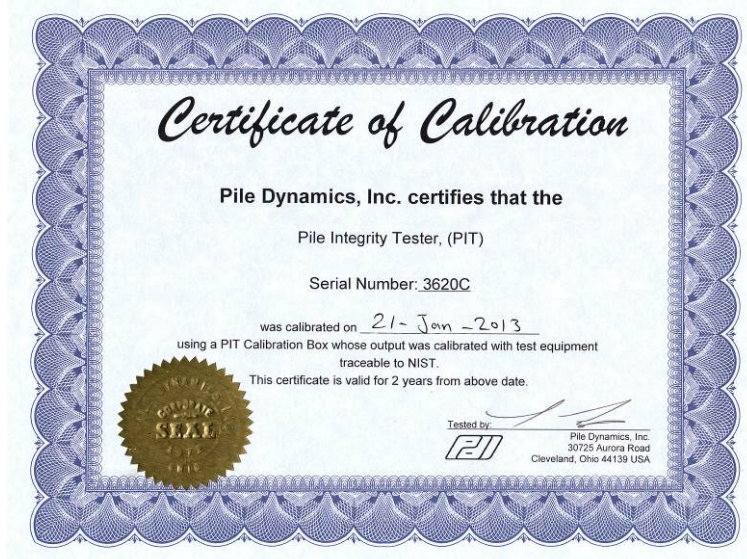 Certificate of Calibration
Pile Dynamics, Inc. certifies that the
Pile Integrity Tester, (PIT)
Serial Number: 3620C
was calibrated on 21-Jan-2013
using a PIT Calibration Box whose output was calibrated with test equipment
traceable to NIST.
This certificate is valid for 2 years from above date.
CORPORATE
SEAL
Tested by:
PDI
Pile Dynamics, Inc.
30725 Aurora Road
Cleveland, Ohio 44139 USA